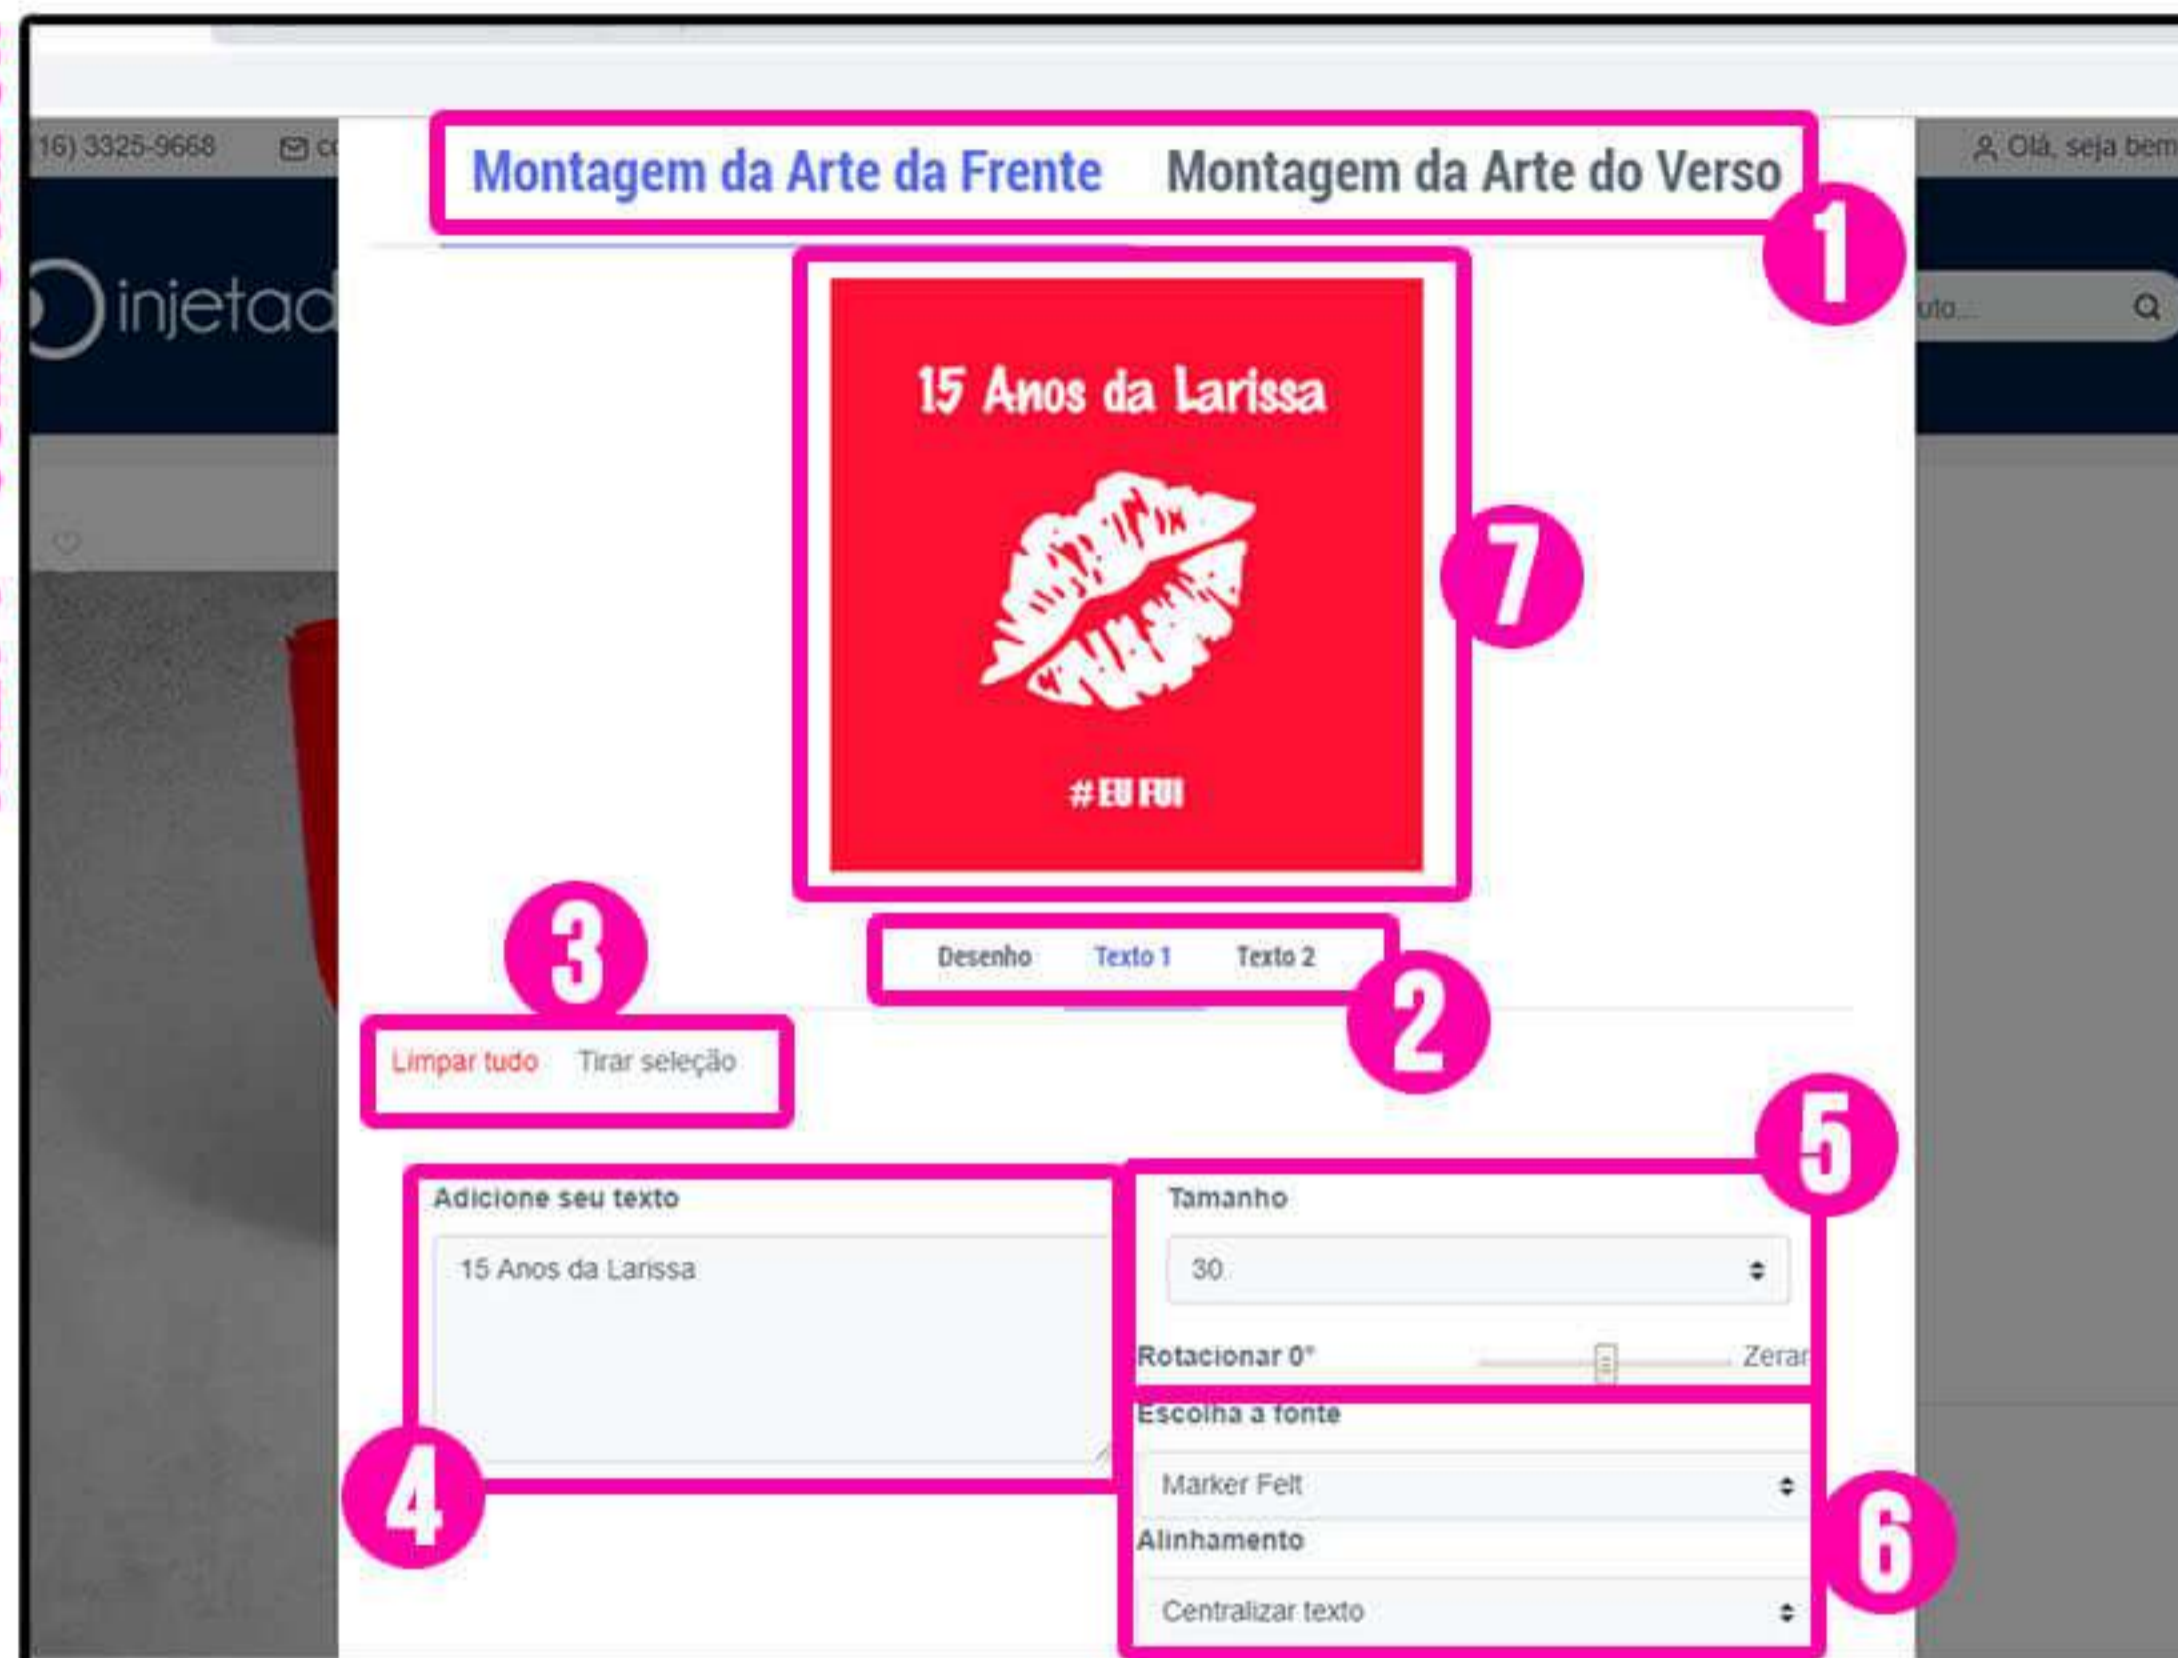 16) 3325-9668
Olá, seja bem
Montagem da Arte da Frente Montagem da Arte do Verso
1
injetad
uto...
15 Anos da Larissa
7
#EU FUI
3
Desenho Texto 1 Texto 2
2
Limpar tudo Tirar seleção
5
Adicione seu texto
15 Anos da Larissa
4
Tamanho
30
Rotacionar 0° Zerar
Escolha a fonte
Marker Felt
Alinhamento
Centralizar texto
6